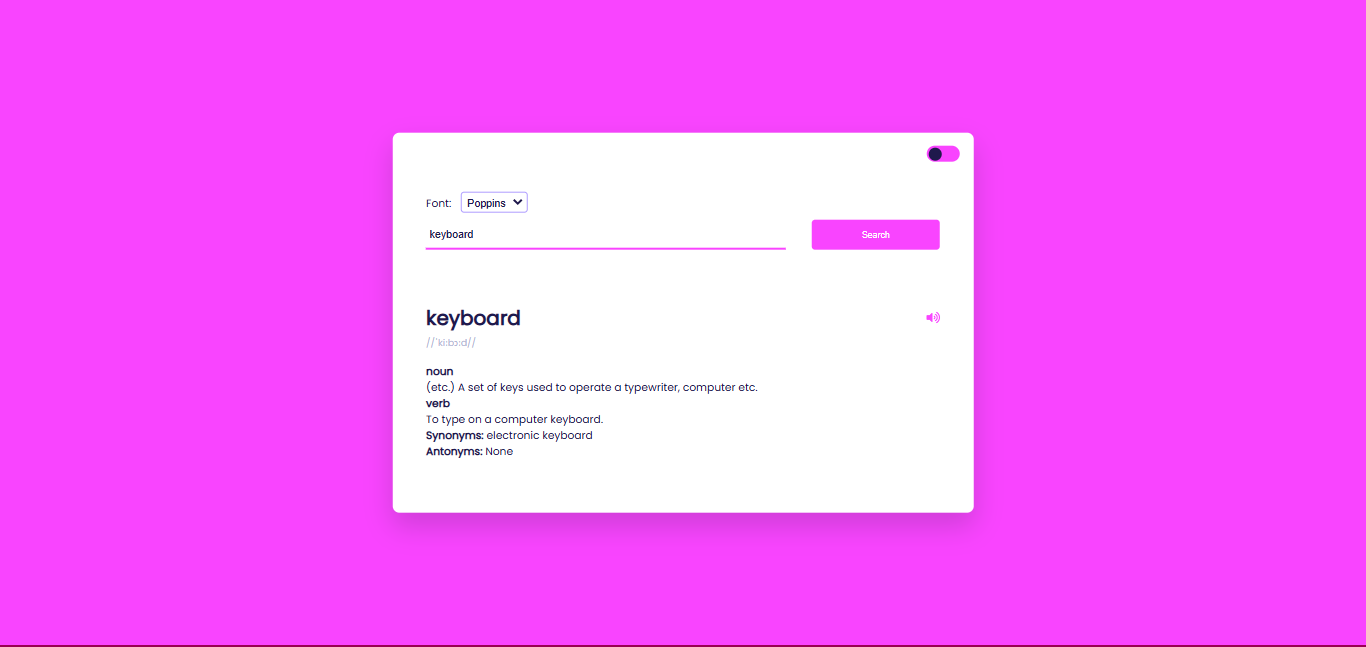 Font: Poppins
keyboard
Search
keyboard
//ˈkiːbɔːd//
noun
(etc.) A set of keys used to operate a typewriter, computer etc.
verb
To type on a computer keyboard.
Synonyms: electronic keyboard
Antonyms: None